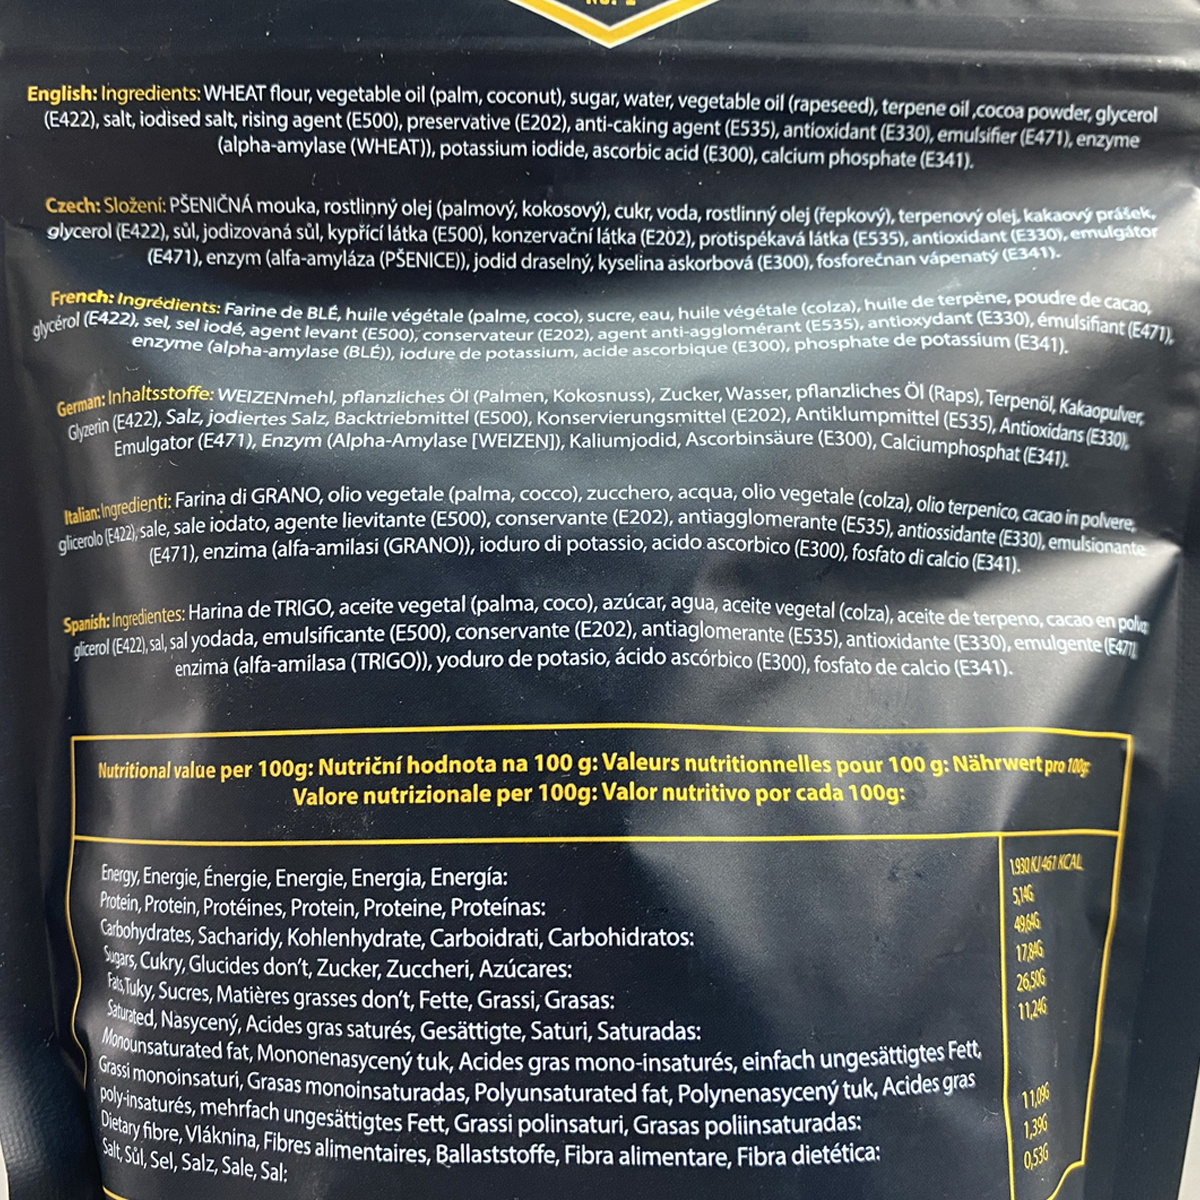 English: Ingredients: WHEAT flour, vegetable oil (palm, coconut), sugar, water, vegetable oil (rapeseed), terpene oil ,cocoa powder, glycerol
(E422), salt, iodised salt, rising agent (E500), preservative (E202), anti-caking agent (E535), antioxidant (E330), emulsifier (E471), enzyme
(alpha-amylase (WHEAT)), potassium iodide, ascorbic acid (E300), calcium phosphate (E341).
Czech: Složení: PŠENIČNÁ mouka, rostlinný olej (palmový, kokosový), cukr, voda, rostlinný olej (řepkový), terpenový olej, kakaový prášek,
glycerol (E422), sůl, jodizovaná sůl, kypřící látka (E500), konzervační látka (E202), protispékavá látka (E535), antioxidant (E330), emulgátor
(E471), enzym (alfa-amyláza (PŠENICE)), jodid draselný, kyselina askorbová (E300), fosforečnan vápenatý (E341).
French: Ingrédients: Farine de BLÉ, huile végétale (palme, coco), sucre, eau, huile végétale (colza), huile de terpène, poudre de cacao,
glycérol (E422), sel, sel iodé, agent levant (E500), conservateur (E202), agent anti-agglomérant (E535), antioxydant (E330), émulsifiant (E471),
enzyme (alpha-amylase (BLÉ)), iodure de potassium, acide ascorbique (E300), phosphate de potassium (E341).
German: Inhaltsstoffe: WEIZENmehl, pflanzliches Öl (Palmen, Kokosnuss), Zucker, Wasser, pflanzliches Öl (Raps), Terpenöl, Kakaopulver,
Glyzerin (E422), Salz, jodiertes Salz, Backtriebmittel (E500), Konservierungsmittel (E202), Antiklumpmittel (E535), Antioxidans (E330),
Emulgator (E471), Enzym (Alpha-Amylase [WEIZEN]), Kaliumjodid, Ascorbinsäure (E300), Calciumphosphat (E341).
Italian: Ingredienti: Farina di GRANO, olio vegetale (palma, cocco), zucchero, acqua, olio vegetale (colza), olio terpenico, cacao in polvere,
glicerolo (E422), sale, sale iodato, agente lievitante (E500), conservante (E202), antiagglomerante (E535), antiossidante (E330), emulsionante
(E471), enzima (alfa-amilasi (GRANO)), ioduro di potassio, acido ascorbico (E300), fosfato di calcio (E341).
Spanish: Ingredientes: Harina de TRIGO, aceite vegetal (palma, coco), azúcar, agua, aceite vegetal (colza), aceite de terpeno, cacao en
glicerol (E422), sal, sal yodada, emulsificante (E500), conservante (E202), antiaglomerante (E535), antioxidante (E330), emulgente (E471),
enzima (alfa-amilasa (TRIGO)), yoduro de potasio, ácido ascórbico (E300), fosfato de calcio (E341).
Nutritional value per 100g: Nutriční hodnota na 100 g: Valeurs nutritionnelles pour 100 g: Nährwert pro 100g:
Valore nutrizionale per 100g: Valor nutritivo por cada 100g:
Energy, Energie, Énergie, Energie, Energia, Energía: 1.930 KJ/461 KCAL
Protein, Protein, Protéines, Protein, Proteine, Proteínas: 5,14G
Carbohydrates, Sacharidy, Kohlenhydrate, Carboidrati, Carbohidratos: 49,64G
Sugars, Cukry, Glucides don't, Zucker, Zuccheri, Azúcares: 17,84G
Fats, Tuky, Sucres, Matières grasses don't, Fette, Grassi, Grasas: 26,50G
Saturated, Nasycený, Acides gras saturés, Gesättigte, Saturi, Saturadas: 11,24G
Monounsaturated fat, Mononenasycený tuk, Acides gras mono-insaturés, einfach ungesättigtes Fett,
Grassi monoinsaturi, Grasas monoinsaturadas, Polyunsaturated fat, Polynenasycený tuk, Acides gras
poly-insaturés, mehrfach ungesättigtes Fett, Grassi polinsaturi, Grasas poliinsaturadas: 11,09G
Dietary fibre, Vláknina, Fibres alimentaires, Ballaststoffe, Fibra alimentare, Fibra dietética: 1,39G
Salt, Sůl, Sel, Salz, Sale, Sal: 0,53G